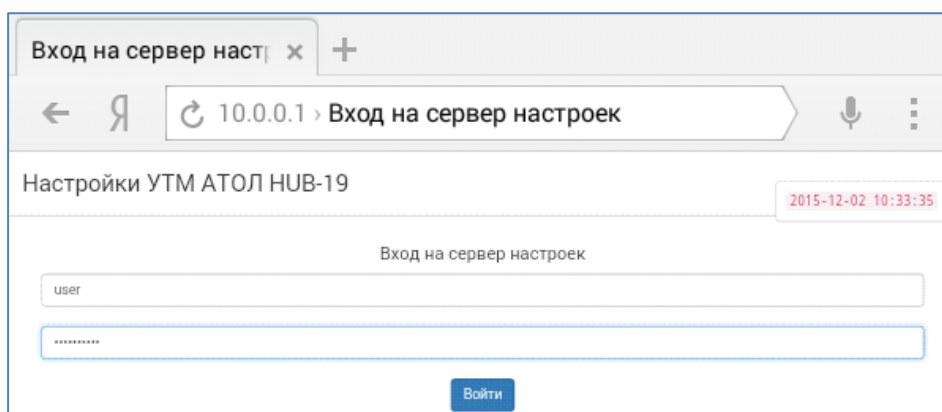 Вход на сервер наст
Я 10.0.0.1 › Вход на сервер настроек
Настройки УТМ АТОЛ HUB-19
2015-12-02 10:33:35
Вход на сервер настроек
user
••••••••••
Войти